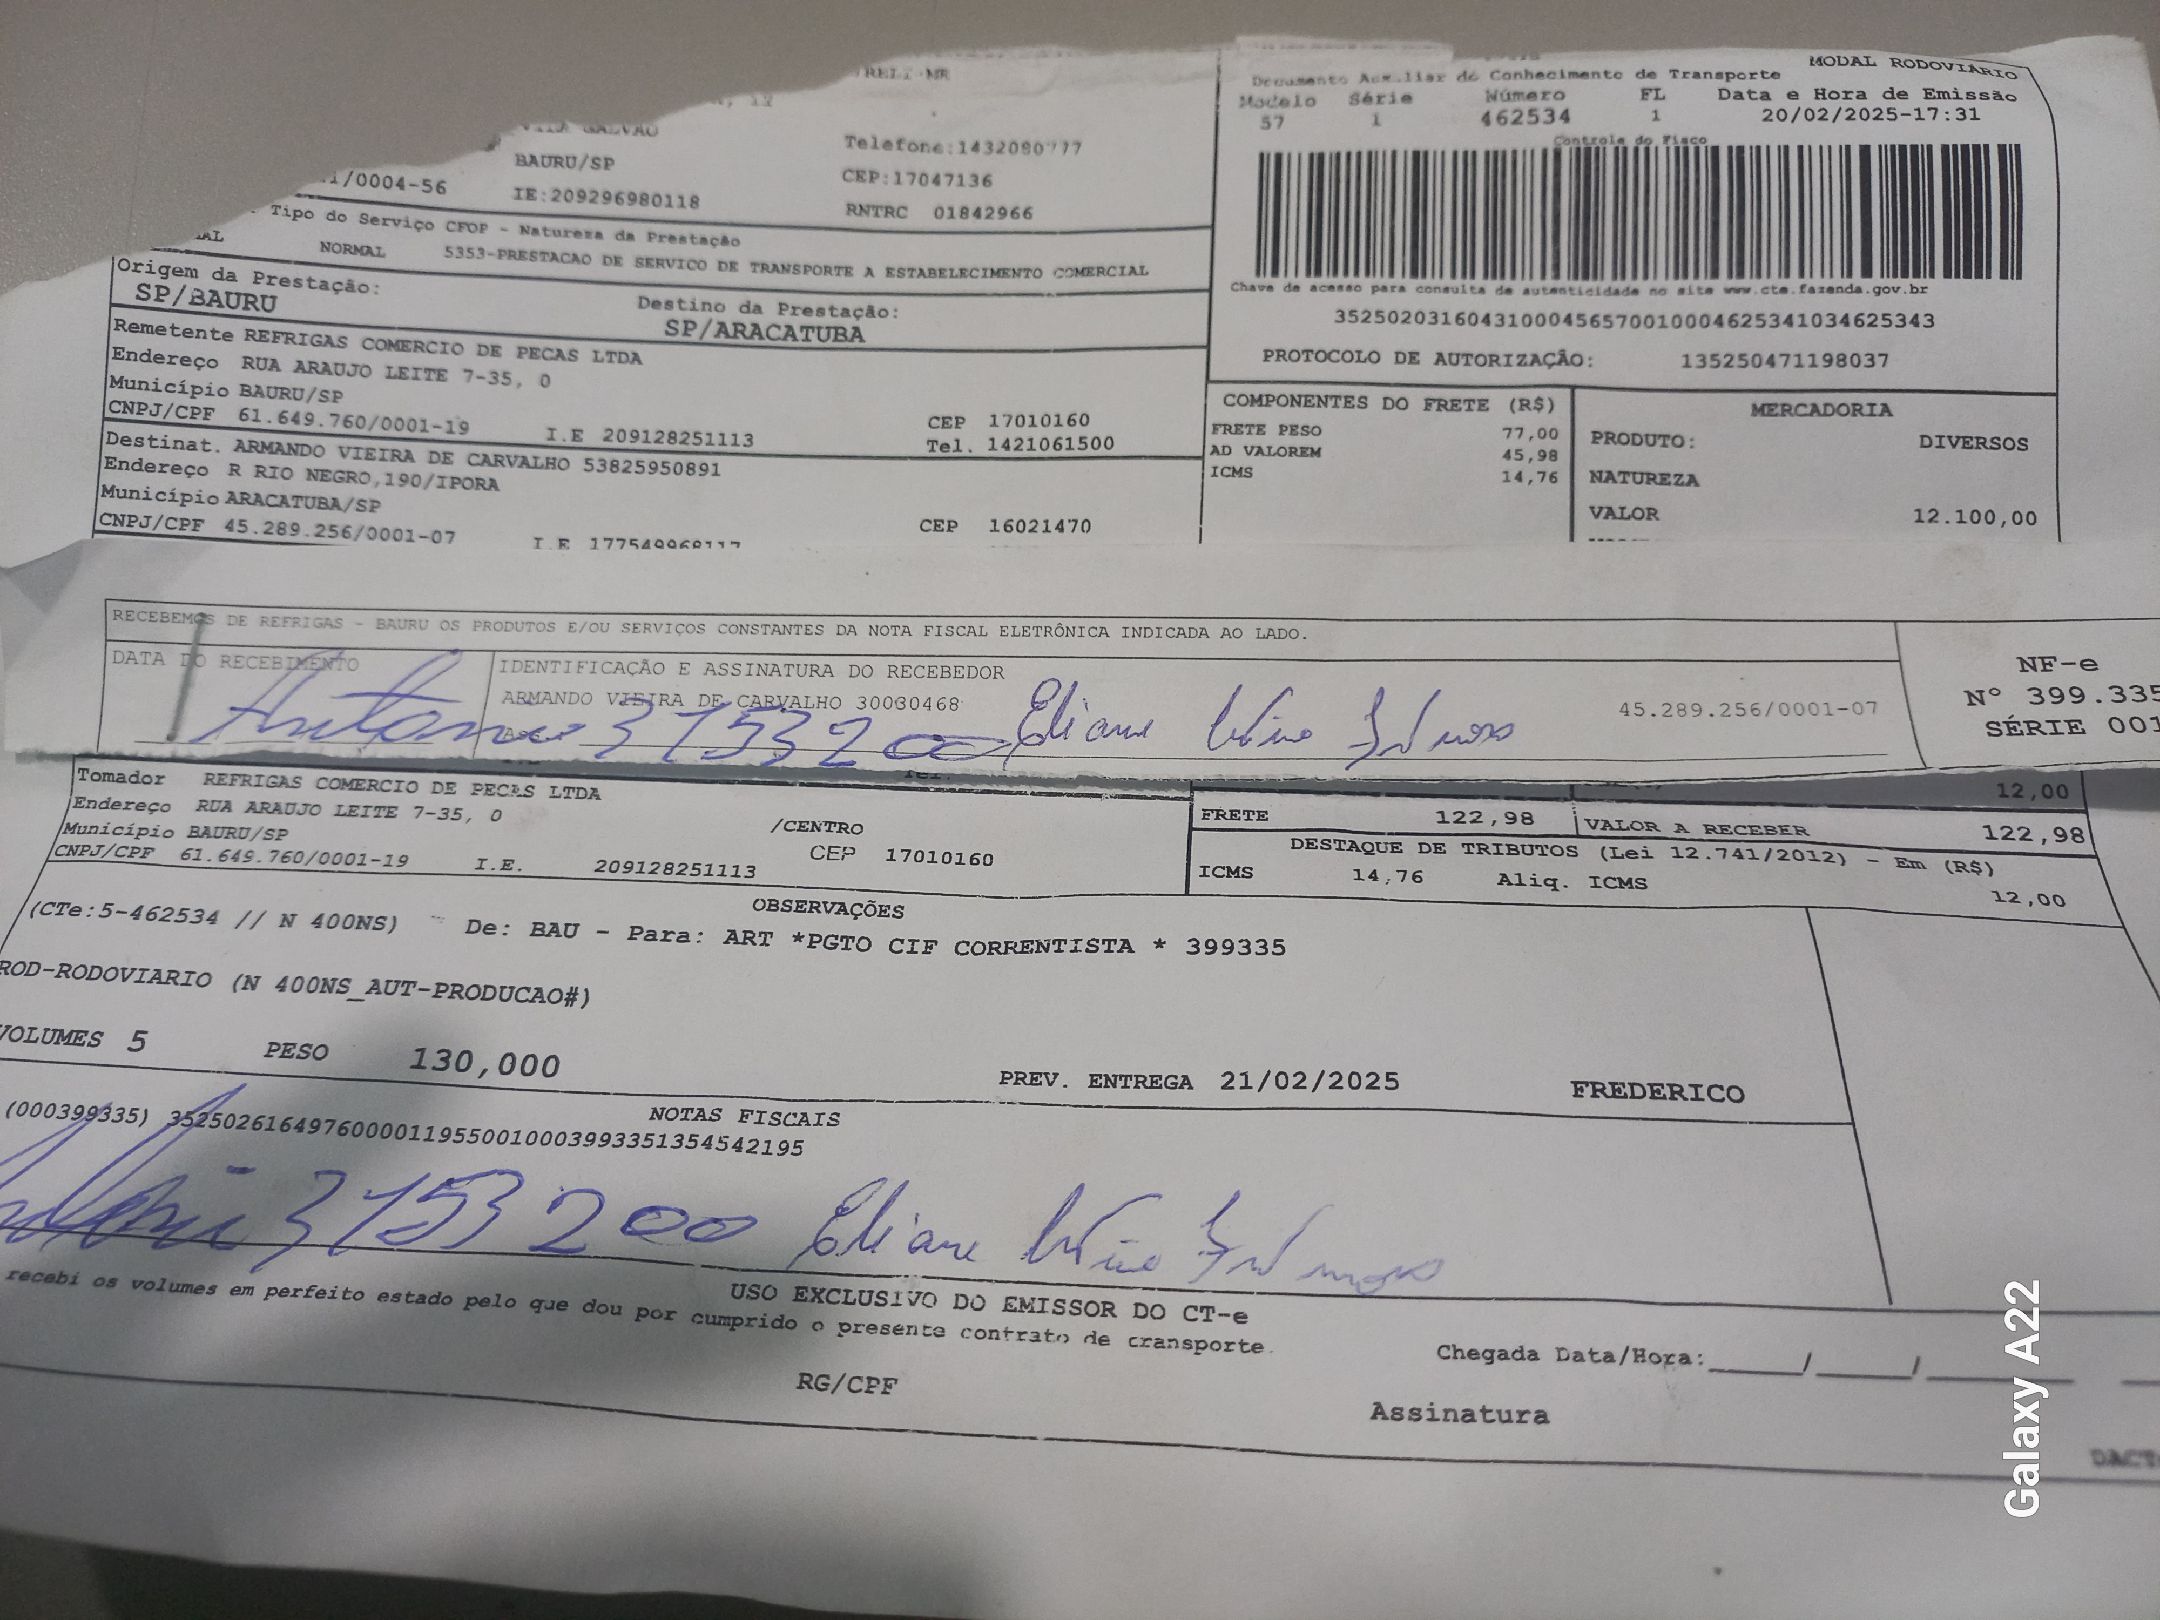 BAURU/SP
Telefone:1432080777
CEP:17047136
/0004-56
IE:209296980118
RNTRC 01842966
Tipo do Serviço CFOP - Natureza da Prestação
NORMAL 5353-PRESTACAO DE SERVICO DE TRANSPORTE A ESTABELECIMENTO COMERCIAL
Origem da Prestação:
SP/BAURU
Destino da Prestação:
SP/ARACATUBA
Remetente REFRIGAS COMERCIO DE PECAS LTDA
Endereço RUA ARAUJO LEITE 7-35, 0
Município BAURU/SP
CEP 17010160
CNPJ/CPF 61.649.760/0001-19 I.E 209128251113 Tel. 1421061500
Destinat. ARMANDO VIEIRA DE CARVALHO 53825950891
Endereço R RIO NEGRO,190/IPORA
Município ARACATUBA/SP
CNPJ/CPF 45.289.256/0001-07 CEP 16021470
MODAL RODOVIÁRIO
Documento Auxiliar do Conhecimento de Transporte
Modelo Série Número FL Data e Hora de Emissão
57 1 462534 1 20/02/2025-17:31
Controle do Fisco
Chave de acesso para consulta de autenticidade no site www.cte.fazenda.gov.br
35250203160431000456570010004625341034625343
PROTOCOLO DE AUTORIZAÇÃO: 135250471198037
COMPONENTES DO FRETE (R$)
FRETE PESO 77,00
AD VALOREM 45,98
ICMS 14,76
MERCADORIA
PRODUTO: DIVERSOS
NATUREZA
VALOR 12.100,00
RECEBEMOS DE REFRIGAS - BAURU OS PRODUTOS E/OU SERVIÇOS CONSTANTES DA NOTA FISCAL ELETRÔNICA INDICADA AO LADO.
DATA DO RECEBIMENTO
IDENTIFICAÇÃO E ASSINATURA DO RECEBEDOR
ARMANDO VIEIRA DE CARVALHO 30030468
45.289.256/0001-07
Antonio 3753200 Eliane
NF-e
Nº 399.335
SÉRIE 001
Tomador REFRIGAS COMERCIO DE PECAS LTDA
Endereço RUA ARAUJO LEITE 7-35, 0
Município BAURU/SP /CENTRO
CEP 17010160
CNPJ/CPF 61.649.760/0001-19 I.E. 209128251113
12,00
FRETE 122,98 VALOR A RECEBER 122,98
DESTAQUE DE TRIBUTOS (Lei 12.741/2012) - Em (R$)
ICMS 14,76 Aliq. ICMS 12,00
OBSERVAÇÕES
(CTe:5-462534 // N 400NS) De: BAU - Para: ART *PGTO CIF CORRENTISTA * 399335
ROD-RODOVIARIO (N 400NS_AUT-PRODUCAO#)
VOLUMES 5 PESO 130,000 PREV. ENTREGA 21/02/2025 FREDERICO
NOTAS FISCAIS
(000399335) 35250261649760000119550010003993351354542195
3753200 Eliane
USO EXCLUSIVO DO EMISSOR DO CT-e
recebi os volumes em perfeito estado pelo que dou por cumprido o presente contrato de transporte.
RG/CPF
Chegada Data/Hora:____/____/____
Assinatura
DACT
Galaxy A22